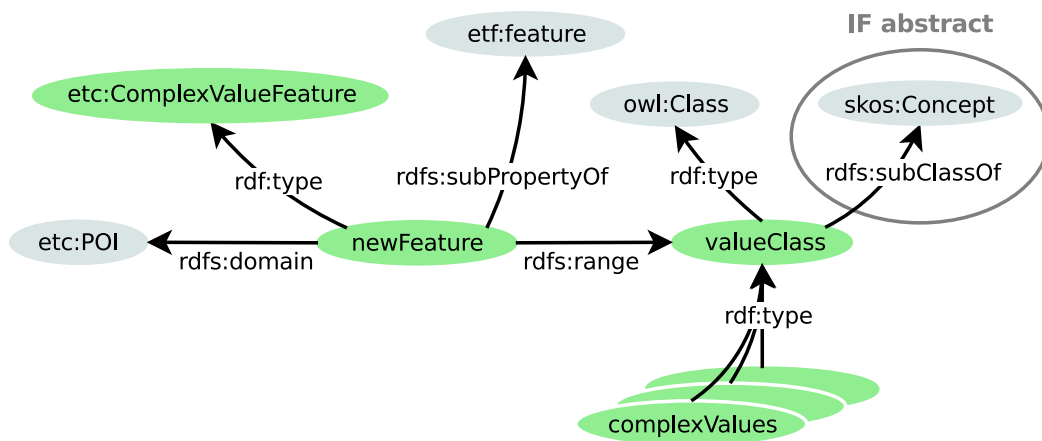 IF abstract
etf:feature
etc:ComplexValueFeature
owl:Class
skos:Concept
rdf:type
rdfs:subPropertyOf
rdf:type
rdfs:subClassOf
etc:POI
newFeature
valueClass
rdfs:domain
rdfs:range
rdf:type
complexValues